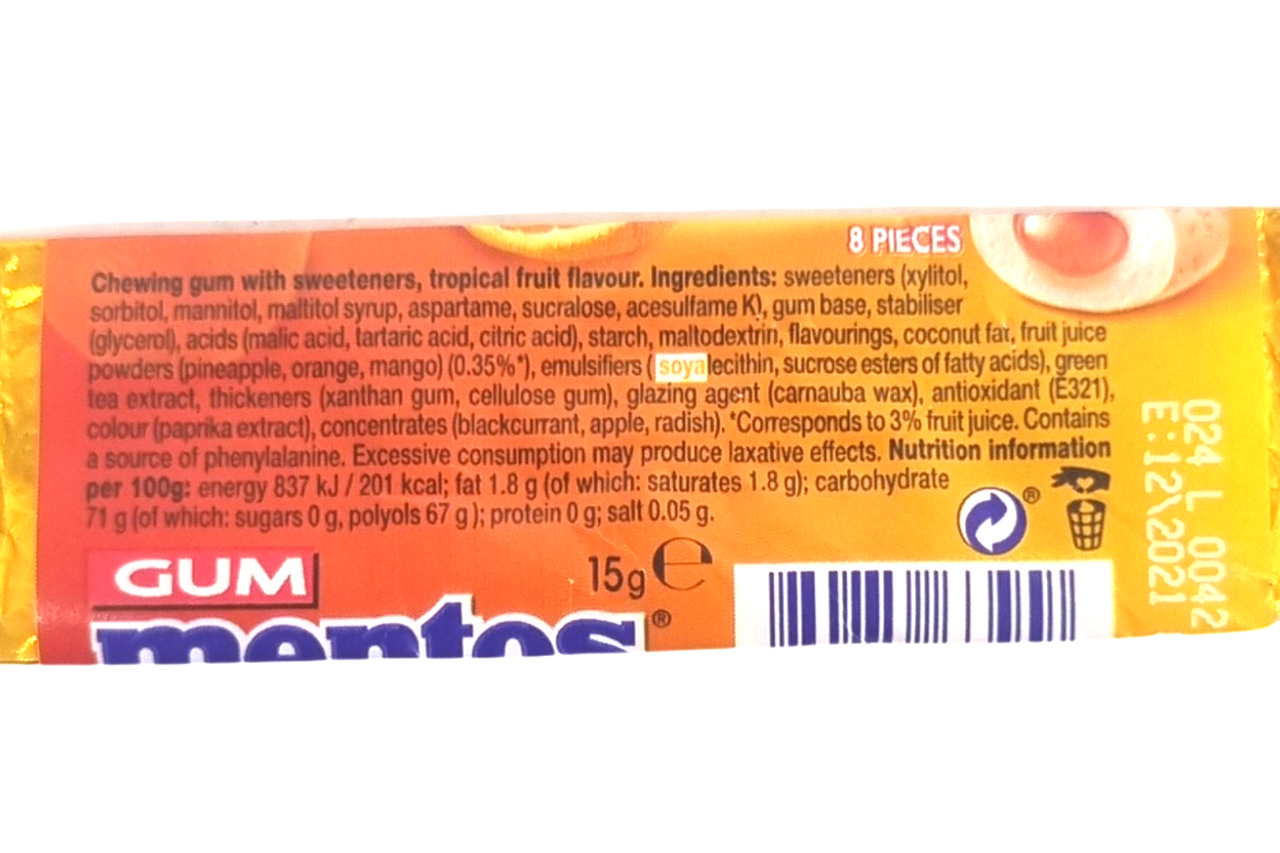 8 PIECES
Chewing gum with sweeteners, tropical fruit flavour. Ingredients: sweeteners (xylitol,
sorbitol, mannitol, maltitol syrup, aspartame, sucralose, acesulfame K), gum base, stabiliser
(glycerol), acids (malic acid, tartaric acid, citric acid), starch, maltodextrin, flavourings, coconut fat, fruit juice
powders (pineapple, orange, mango) (0.35%*), emulsifiers ( soya lecithin, sucrose esters of fatty acids), green
tea extract, thickeners (xanthan gum, cellulose gum), glazing agent (carnauba wax), antioxidant (E321),
colour (paprika extract), concentrates (blackcurrant, apple, radish). *Corresponds to 3% fruit juice. Contains
a source of phenylalanine. Excessive consumption may produce laxative effects. Nutrition information
per 100g: energy 837 kJ / 201 kcal; fat 1.8 g (of which: saturates 1.8 g); carbohydrate
71 g (of which: sugars 0 g, polyols 67 g ); protein 0 g; salt 0.05 g.
®
GUM
15g ℮
mentos®
024 L 0042
E:12\2021